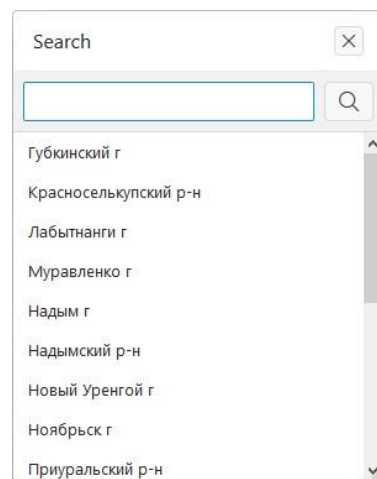 Search
Губкинский г
Красноселькупский р-н
Лабытнанги г
Муравленко г
Надым г
Надымский р-н
Новый Уренгой г
Ноябрьск г
Приуральский р-н